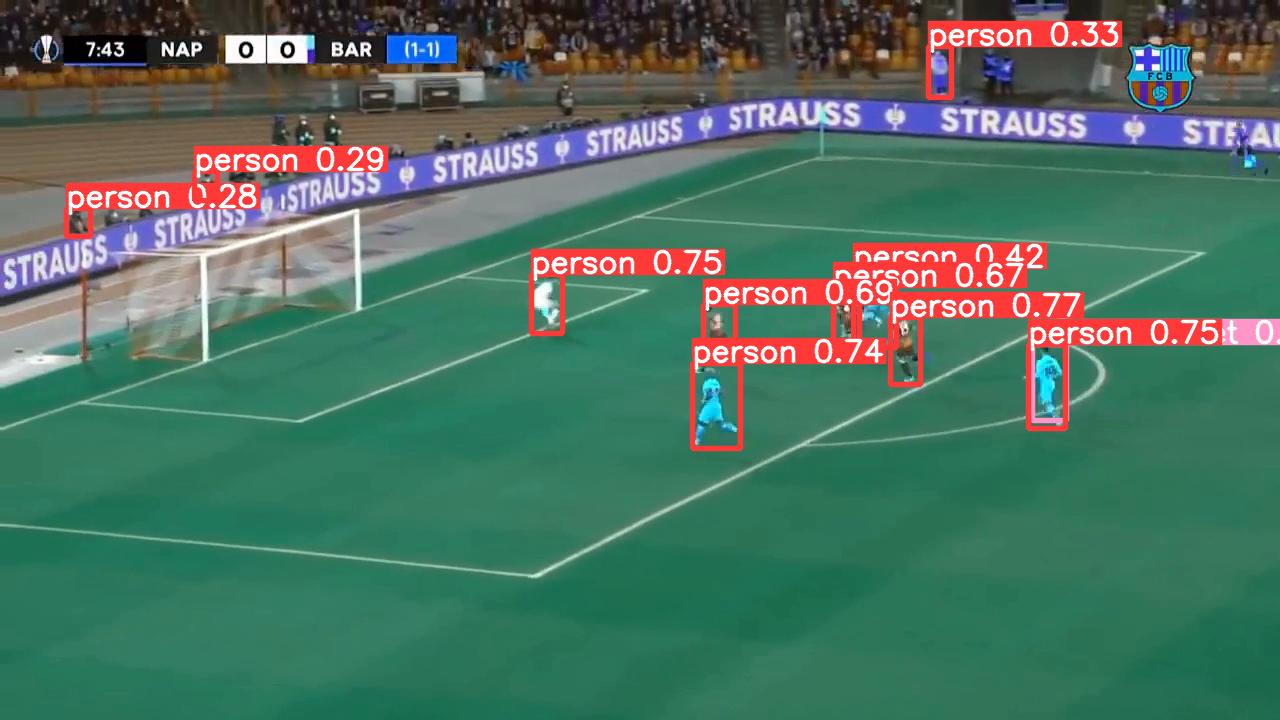 person 0.33
7:43 NAP 0 0 BAR (1-1)
FCB
STRAUSS
STRAUSS
STRAUSS
STRAUSS
STRAUSS
STRAUSS
STRAUSS
STRAUSS
STRA
person 0.29
person 0.28
person 0.75
person 0.42
person 0.67
person 0.69
person 0.77
person 0.75
t 0.
person 0.74